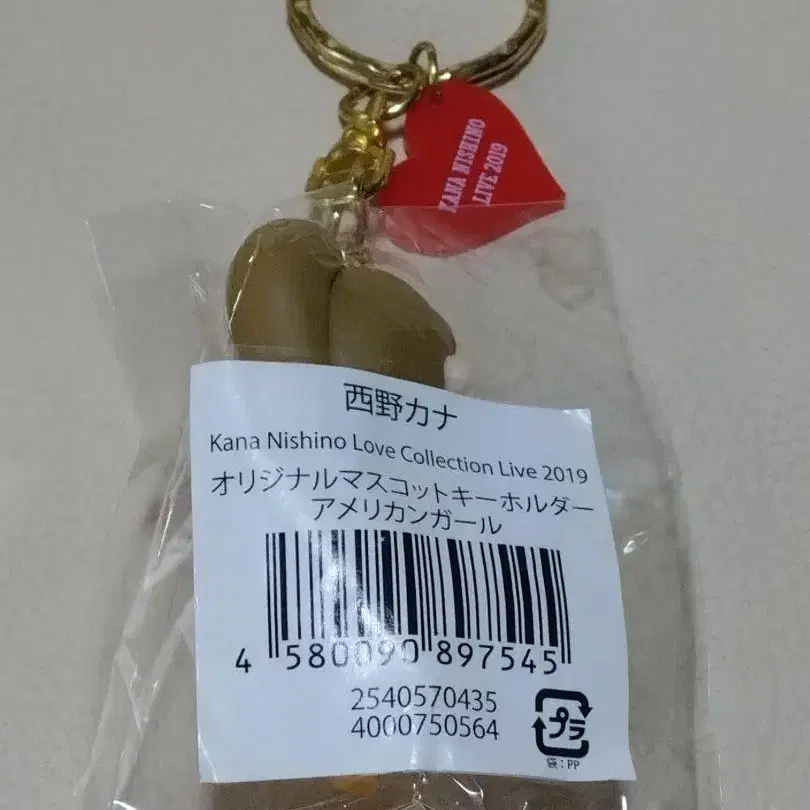 KANA NISHINO
LIVE 2019
西野カナ
Kana Nishino Love Collection Live 2019
オリジナルマスコットキーホルダー
アメリカンガール
4 580090 897545
2540570435
4000750564
プラ
袋：PP